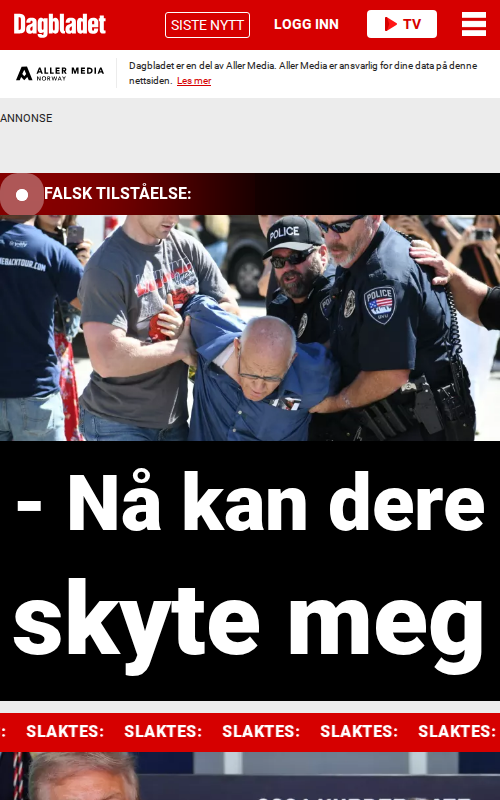 Dagbladet
SISTE NYTT
LOGG INN
TV
ALLER MEDIA
NORWAY
Dagbladet er en del av Aller Media. Aller Media er ansvarlig for dine data på denne
nettsiden. Les mer
ANNONSE
FALSK TILSTÅELSE:
POLICE
POLICE
UVU
- Nå kan dere
skyte meg
: SLAKTES: SLAKTES: SLAKTES: SLAKTES: SLAKTES: